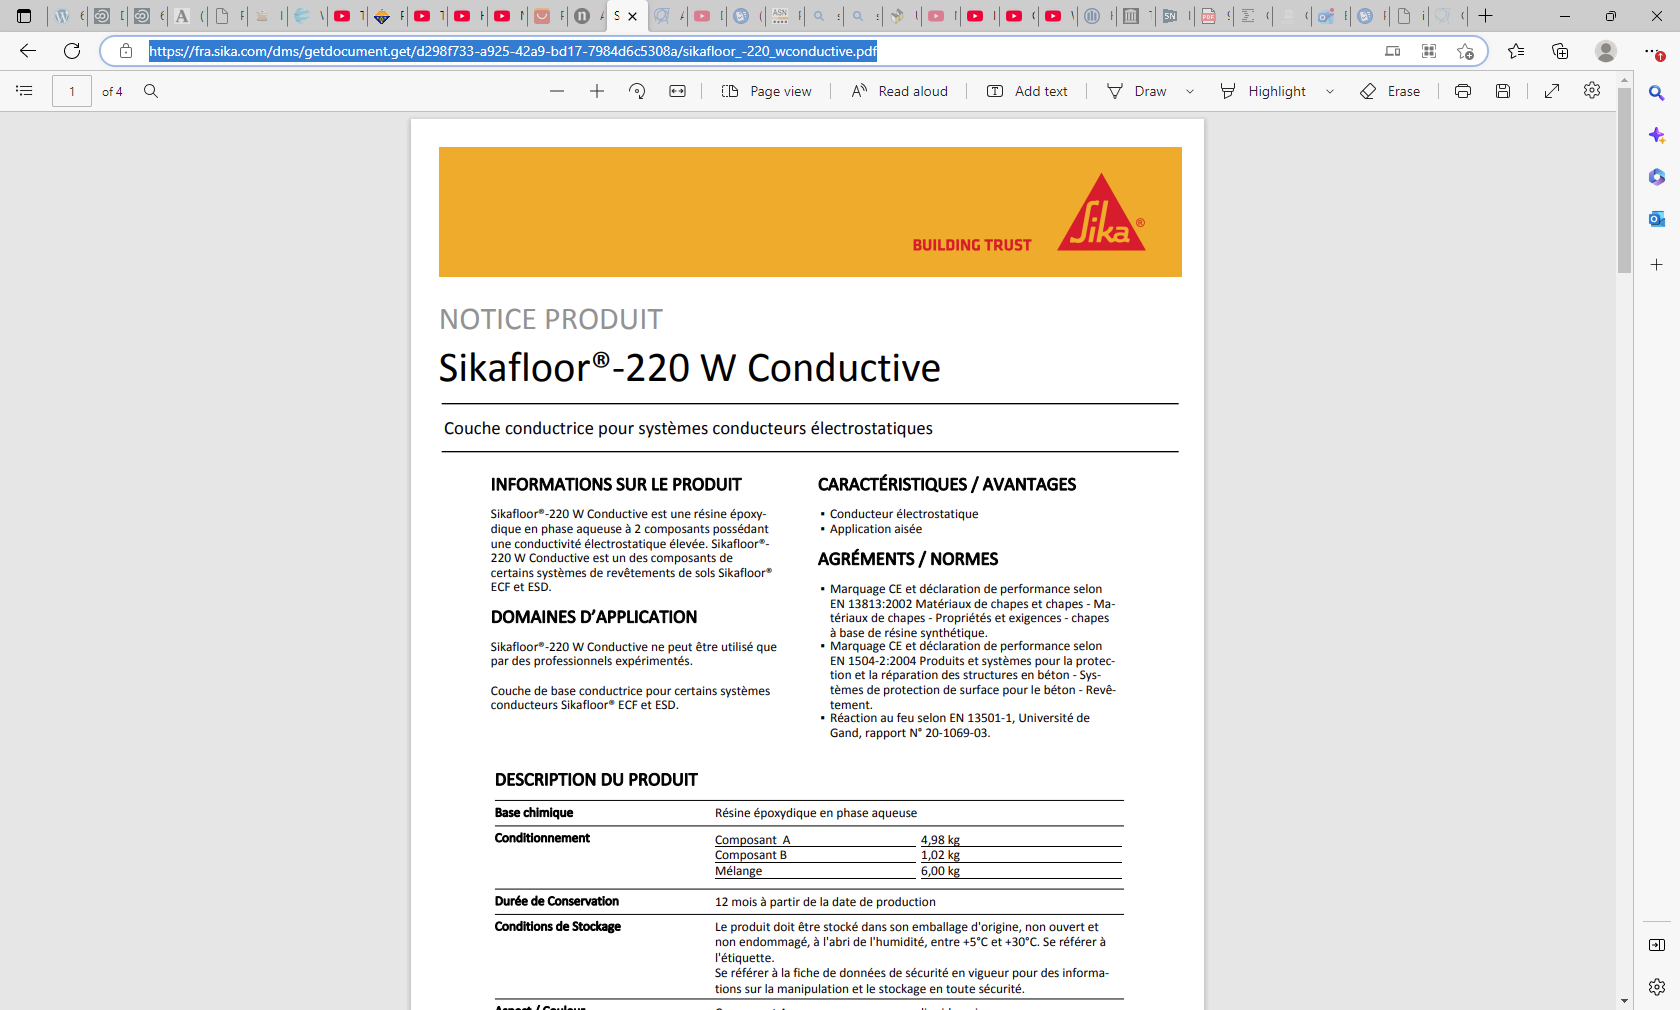 https://fra.sika.com/dms/getdocument.get/d298f733-a925-42a9-bd17-7984d6c5308a/sikafloor_-220_wconductive.pdf
1 of 4
Page view
Read aloud
Add text
Draw
Highlight
Erase
BUILDING TRUST
Sika®
NOTICE PRODUIT
Sikafloor®-220 W Conductive
Couche conductrice pour systèmes conducteurs électrostatiques
INFORMATIONS SUR LE PRODUIT
Sikafloor®-220 W Conductive est une résine époxy-
dique en phase aqueuse à 2 composants possédant
une conductivité électrostatique élevée. Sikafloor®-
220 W Conductive est un des composants de
certains systèmes de revêtements de sols Sikafloor®
ECF et ESD.
DOMAINES D’APPLICATION
Sikafloor®-220 W Conductive ne peut être utilisé que
par des professionnels expérimentés.
Couche de base conductrice pour certains systèmes
conducteurs Sikafloor® ECF et ESD.
CARACTÉRISTIQUES / AVANTAGES
▪ Conducteur électrostatique
▪ Application aisée
AGRÉMENTS / NORMES
▪ Marquage CE et déclaration de performance selon
EN 13813:2002 Matériaux de chapes et chapes - Ma-
tériaux de chapes - Propriétés et exigences - chapes
à base de résine synthétique.
▪ Marquage CE et déclaration de performance selon
EN 1504-2:2004 Produits et systèmes pour la protec-
tion et la réparation des structures en béton - Sys-
tèmes de protection de surface pour le béton - Revê-
tement.
▪ Réaction au feu selon EN 13501-1, Université de
Gand, rapport N° 20-1069-03.
DESCRIPTION DU PRODUIT
Base chimique Résine époxydique en phase aqueuse
Conditionnement Composant A 4,98 kg
Composant B 1,02 kg
Mélange 6,00 kg
Durée de Conservation 12 mois à partir de la date de production
Conditions de Stockage Le produit doit être stocké dans son emballage d'origine, non ouvert et
non endommagé, à l'abri de l'humidité, entre +5°C et +30°C. Se référer à
l'étiquette.
Se référer à la fiche de données de sécurité en vigueur pour des informa-
tions sur la manipulation et le stockage en toute sécurité.